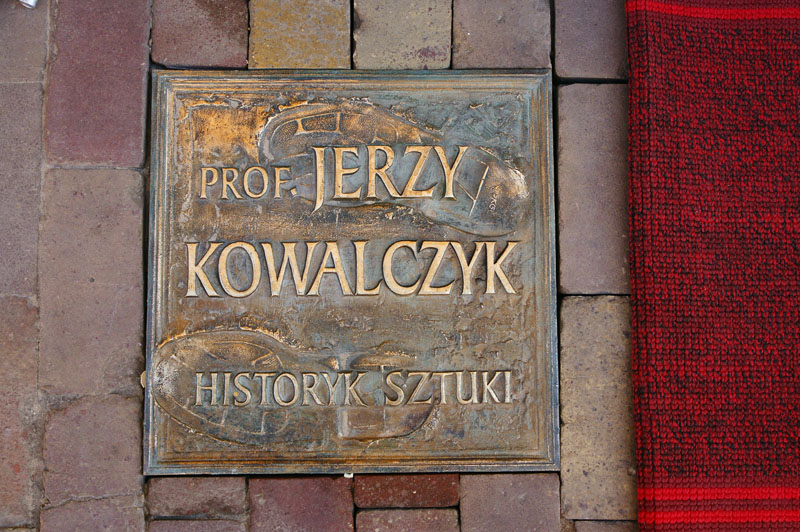 PROF. JERZY
KOWALCZYK
HISTORYK SZTUKI